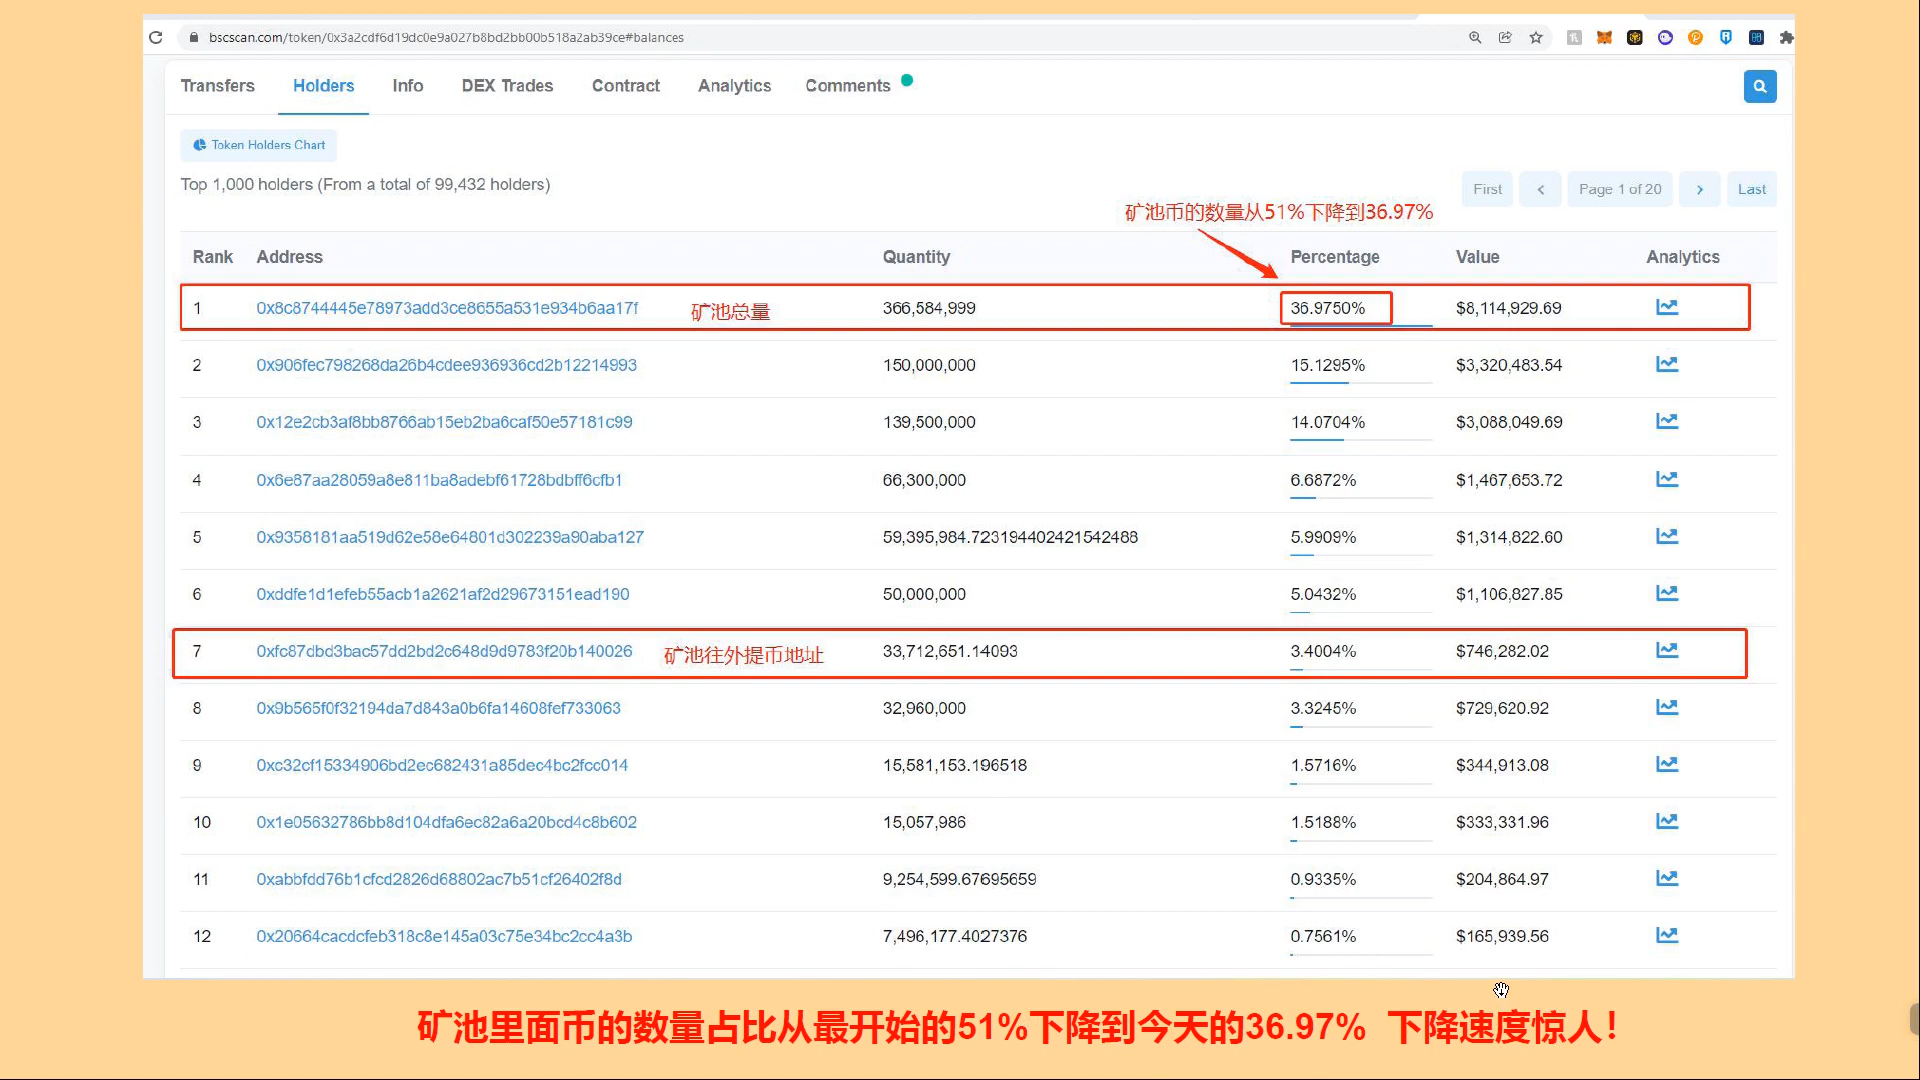 bscscan.com/token/0x3a2cdf6d19dc0e9a027b8bd2bb00b518a2ab39ce#balances
Transfers Holders Info DEX Trades Contract Analytics Comments
Token Holders Chart
Top 1,000 holders (From a total of 99,432 holders)
First Page 1 of 20 Last
矿池币的数量从51%下降到36.97%
Rank Address Quantity Percentage Value Analytics
1 0x8c8744445e78973add3ce8655a531e934b6aa17f 矿池总量 366,584,999 36.9750% $8,114,929.69
2 0x906fec798268da26b4cdee936936cd2b12214993 150,000,000 15.1295% $3,320,483.54
3 0x12e2cb3af8bb8766ab15eb2ba6caf50e57181c99 139,500,000 14.0704% $3,088,049.69
4 0x6e87aa28059a8e811ba8adebf61728bdbff6cfb1 66,300,000 6.6872% $1,467,653.72
5 0x9358181aa519d62e58e64801d302239a90aba127 59,395,984.723194402421542488 5.9909% $1,314,822.60
6 0xddfe1d1efeb55acb1a2621af2d29673151ead190 50,000,000 5.0432% $1,106,827.85
7 0xfc87dbd3bac57dd2bd2c648d9d9783f20b140026 矿池往外提币地址 33,712,651.14093 3.4004% $746,282.02
8 0x9b565f0f32194da7d843a0b6fa14608fef733063 32,960,000 3.3245% $729,620.92
9 0xc32cf15334906bd2ec682431a85dec4bc2fcc014 15,581,153.196518 1.5716% $344,913.08
10 0x1e05632786bb8d104dfa6ec82a6a20bcd4c8b602 15,057,986 1.5188% $333,331.96
11 0xabbfdd76b1cfcd2826d68802ac7b51cf26402f8d 9,254,599.67695659 0.9335% $204,864.97
12 0x20664cacdcfeb318c8e145a03c75e34bc2cc4a3b 7,496,177.4027376 0.7561% $165,939.56
矿池里面币的数量占比从最开始的51%下降到今天的36.97% 下降速度惊人！